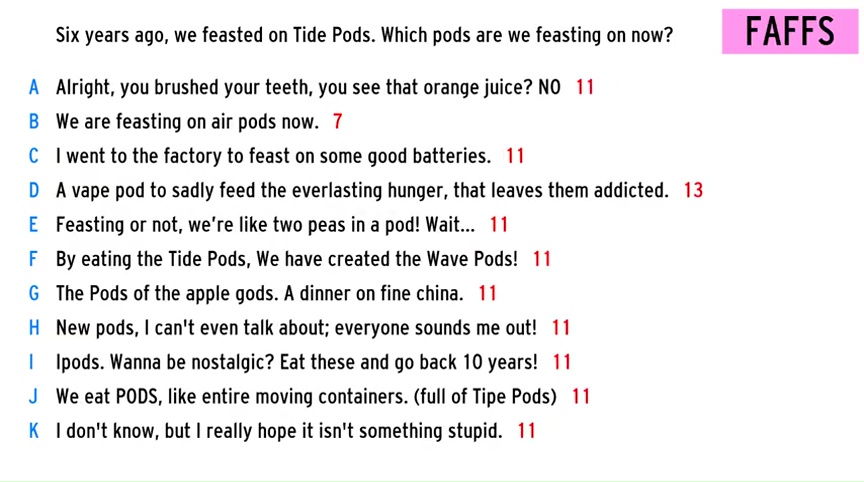 Six years ago, we feasted on Tide Pods. Which pods are we feasting on now?
FAFFS
A Alright, you brushed your teeth, you see that orange juice? NO 11
B We are feasting on air pods now. 7
C I went to the factory to feast on some good batteries. 11
D A vape pod to sadly feed the everlasting hunger, that leaves them addicted. 13
E Feasting or not, we're like two peas in a pod! Wait... 11
F By eating the Tide Pods, We have created the Wave Pods! 11
G The Pods of the apple gods. A dinner on fine china. 11
H New pods, I can't even talk about; everyone sounds me out! 11
I Ipods. Wanna be nostalgic? Eat these and go back 10 years! 11
J We eat PODS, like entire moving containers. (full of Tipe Pods) 11
K I don't know, but I really hope it isn't something stupid. 11